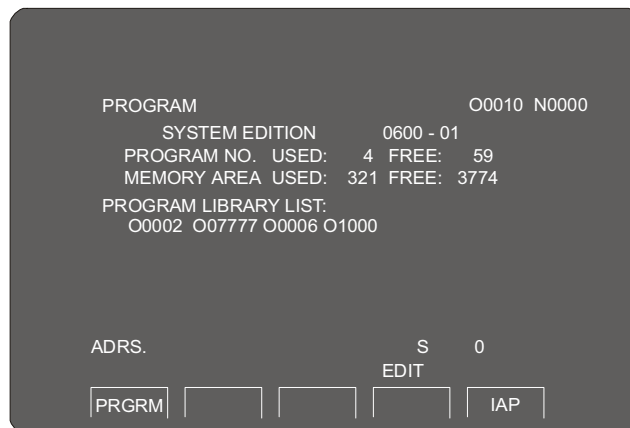 PROGRAM O0010 N0000
SYSTEM EDITION 0600 - 01
PROGRAM NO. USED: 4 FREE: 59
MEMORY AREA USED: 321 FREE: 3774
PROGRAM LIBRARY LIST:
O0002 O07777 O0006 O1000
ADRS. S 0
EDIT
PRGRM IAP